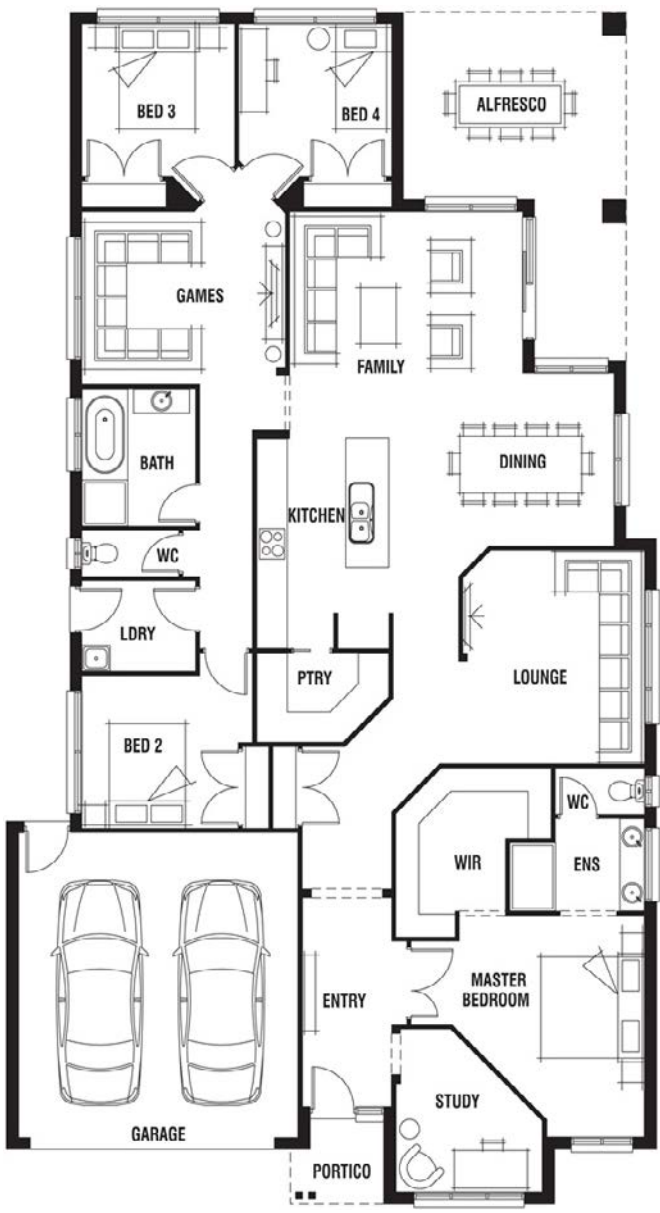 BED 3
BED 4
ALFRESCO
GAMES
FAMILY
BATH
DINING
KITCHEN
WC
LDRY
PTRY
LOUNGE
BED 2
WC
WIR
ENS
ENTRY
MASTER
BEDROOM
STUDY
GARAGE
PORTICO